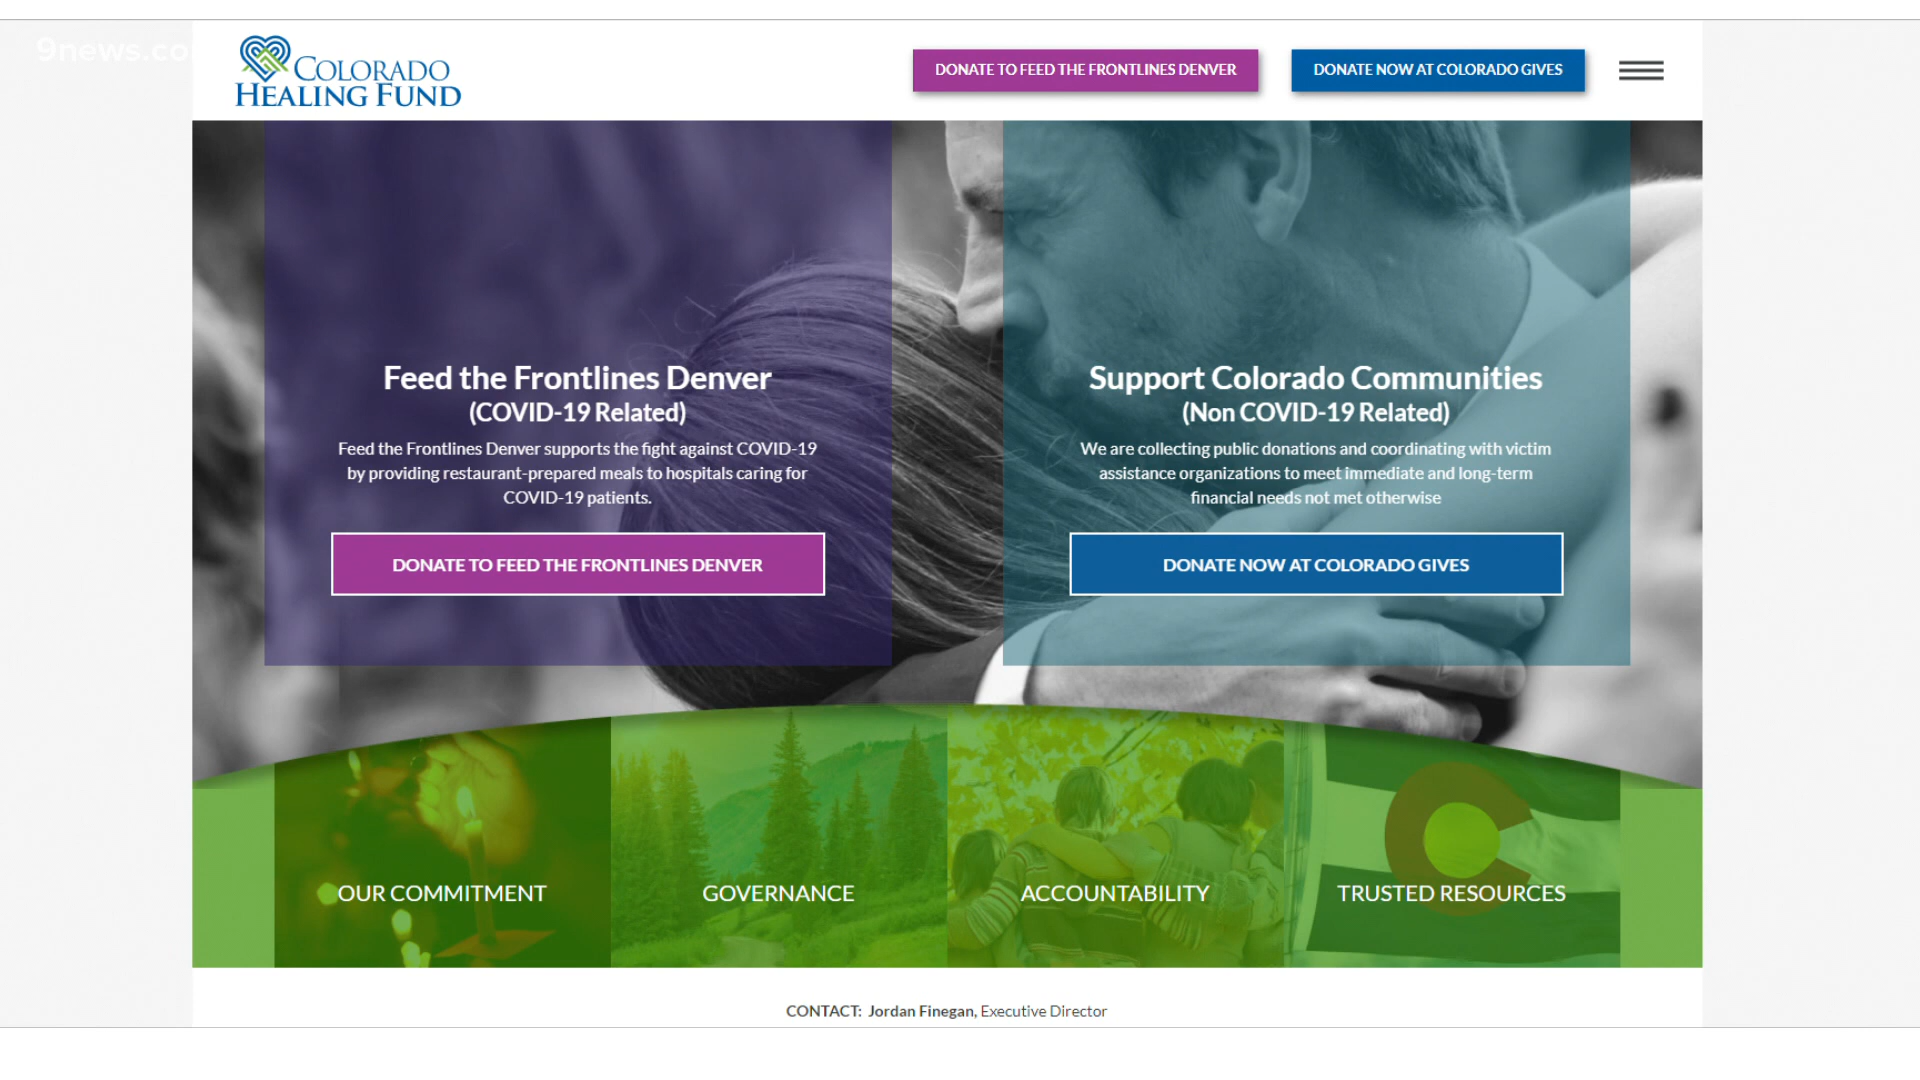 9news.co
COLORADO
HEALING FUND
DONATE TO FEED THE FRONTLINES DENVER
DONATE NOW AT COLORADO GIVES
Feed the Frontlines Denver
(COVID-19 Related)
Feed the Frontlines Denver supports the fight against COVID-19
by providing restaurant-prepared meals to hospitals caring for
COVID-19 patients.
DONATE TO FEED THE FRONTLINES DENVER
Support Colorado Communities
(Non COVID-19 Related)
We are collecting public donations and coordinating with victim
assistance organizations to meet immediate and long-term
financial needs not met otherwise
DONATE NOW AT COLORADO GIVES
OUR COMMITMENT
GOVERNANCE
ACCOUNTABILITY
TRUSTED RESOURCES
CONTACT: Jordan Finegan, Executive Director